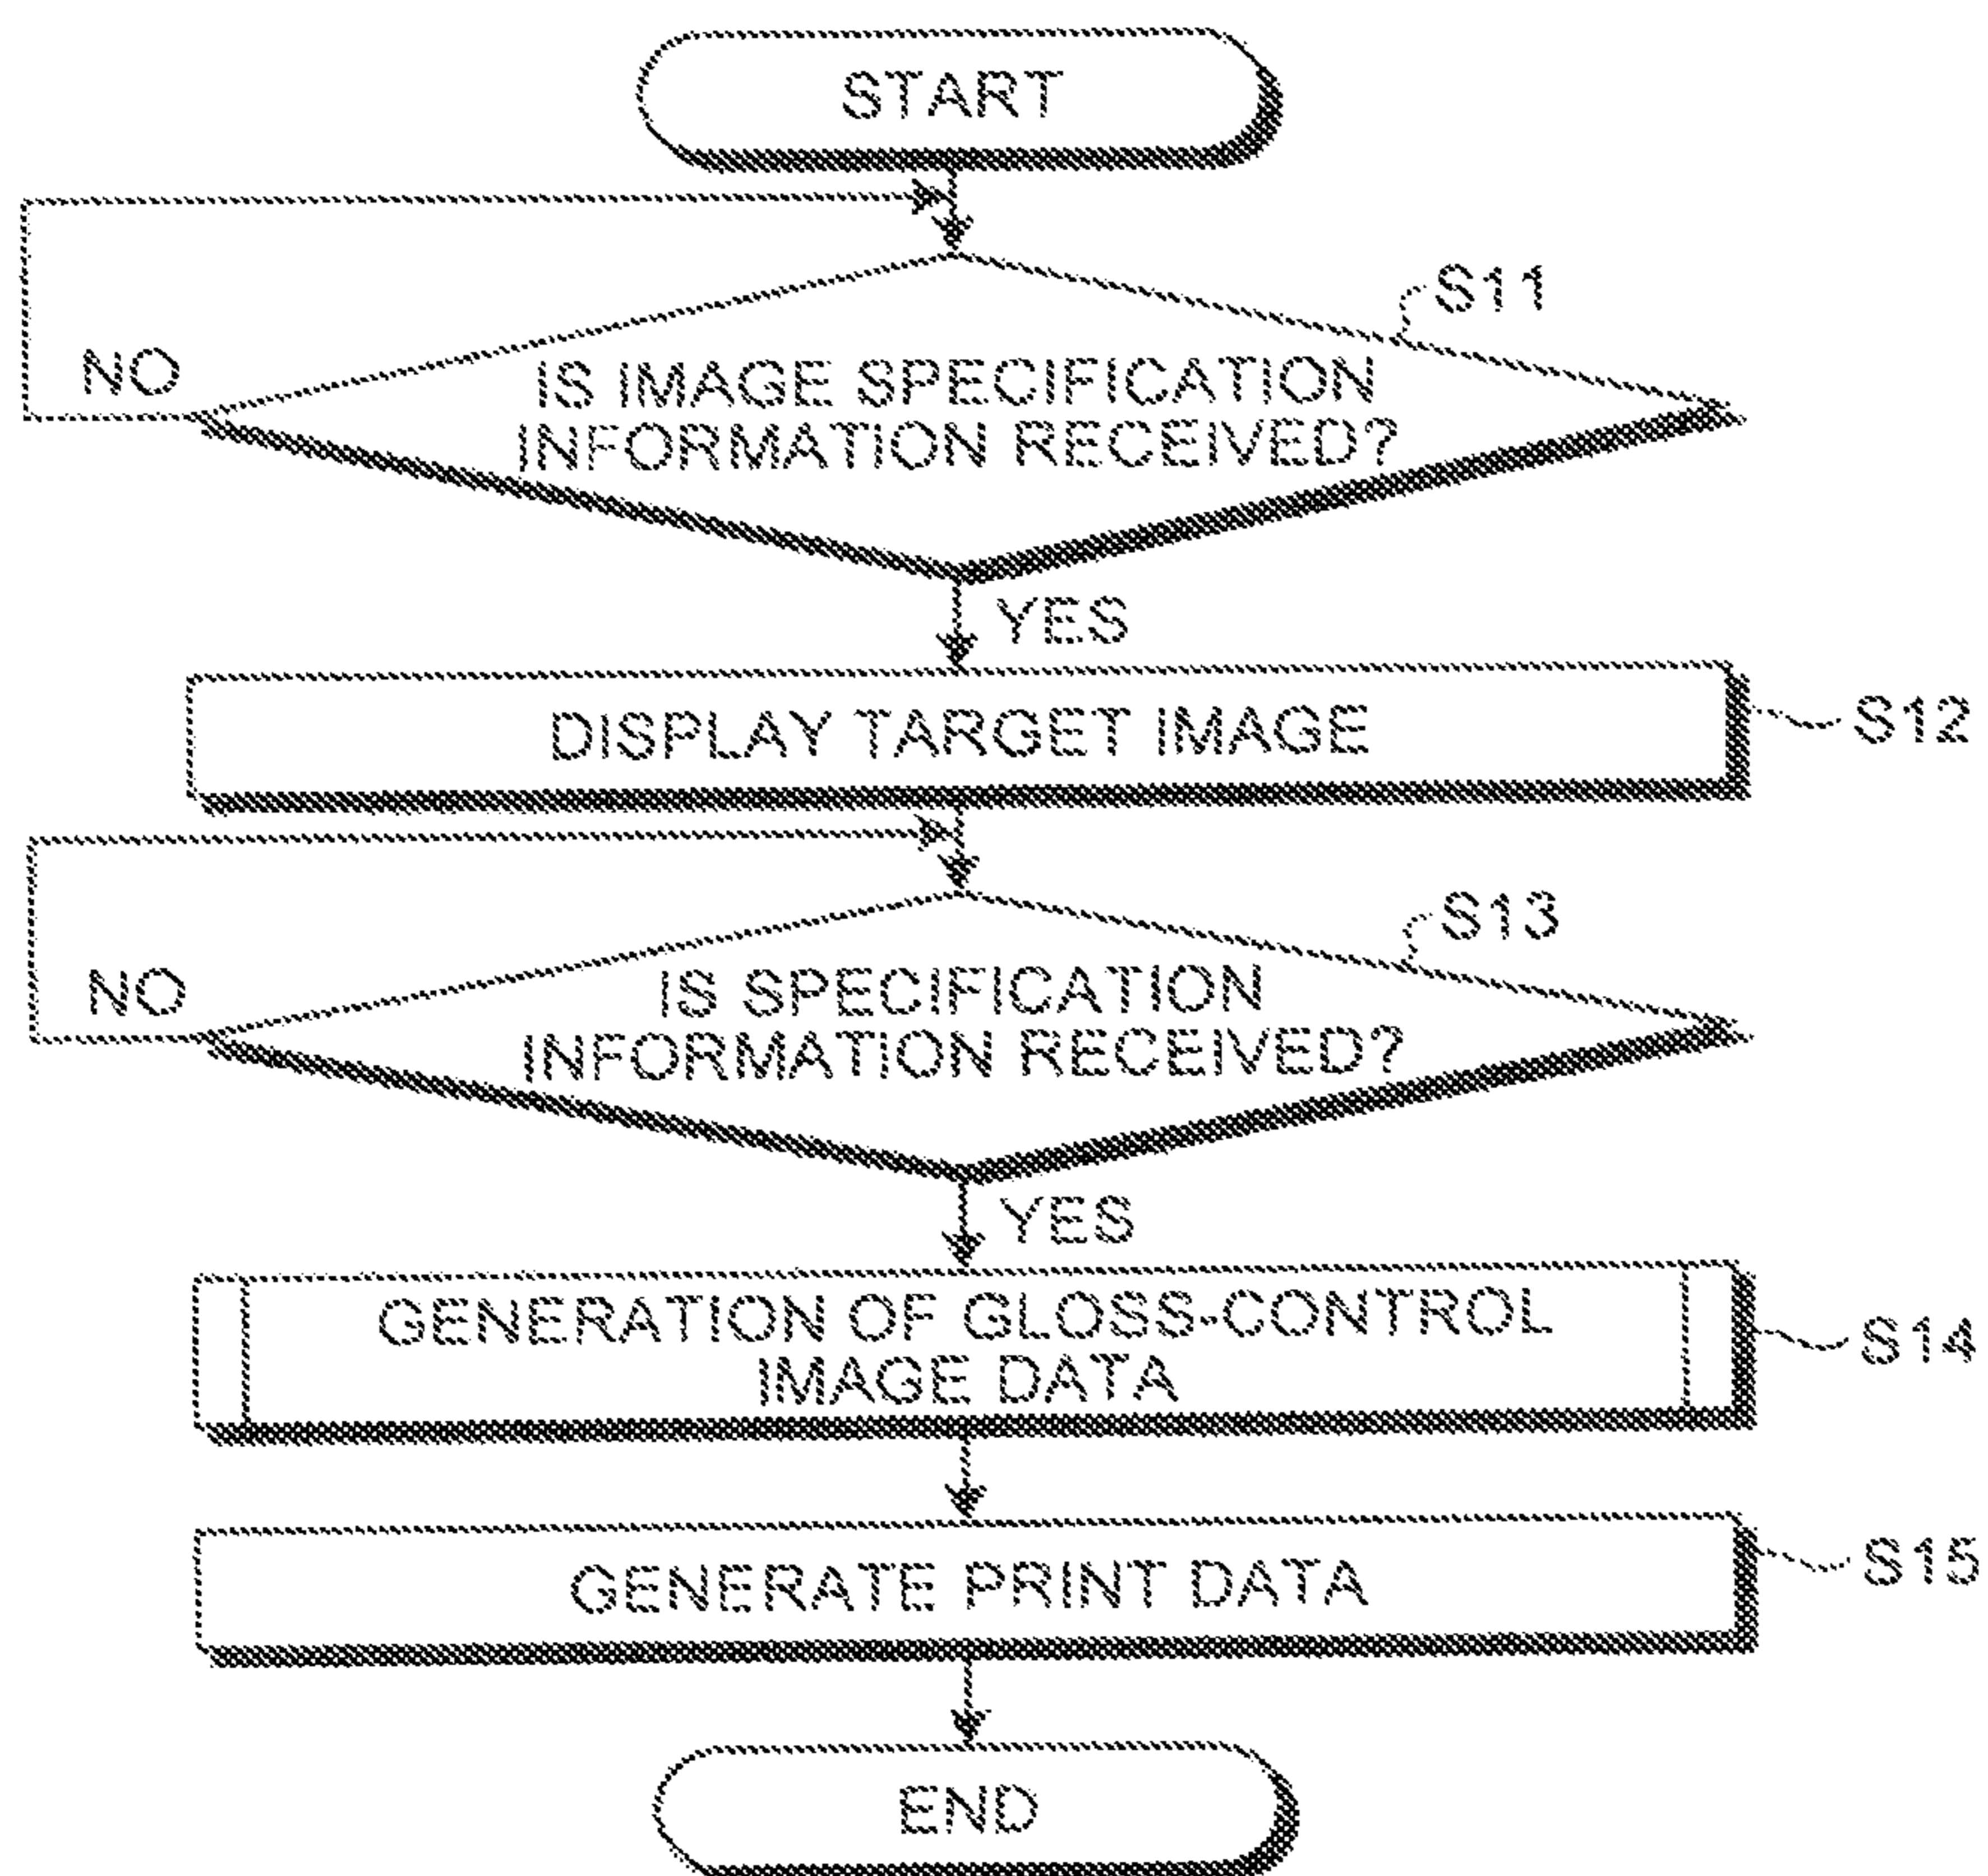 START
S11
NO
IS IMAGE SPECIFICATION
INFORMATION RECEIVED?
YES
DISPLAY TARGET IMAGE
S12
S13
NO
IS SPECIFICATION
INFORMATION RECEIVED?
YES
GENERATION OF GLOSS-CONTROL
IMAGE DATA
S14
GENERATE PRINT DATA
S15
END